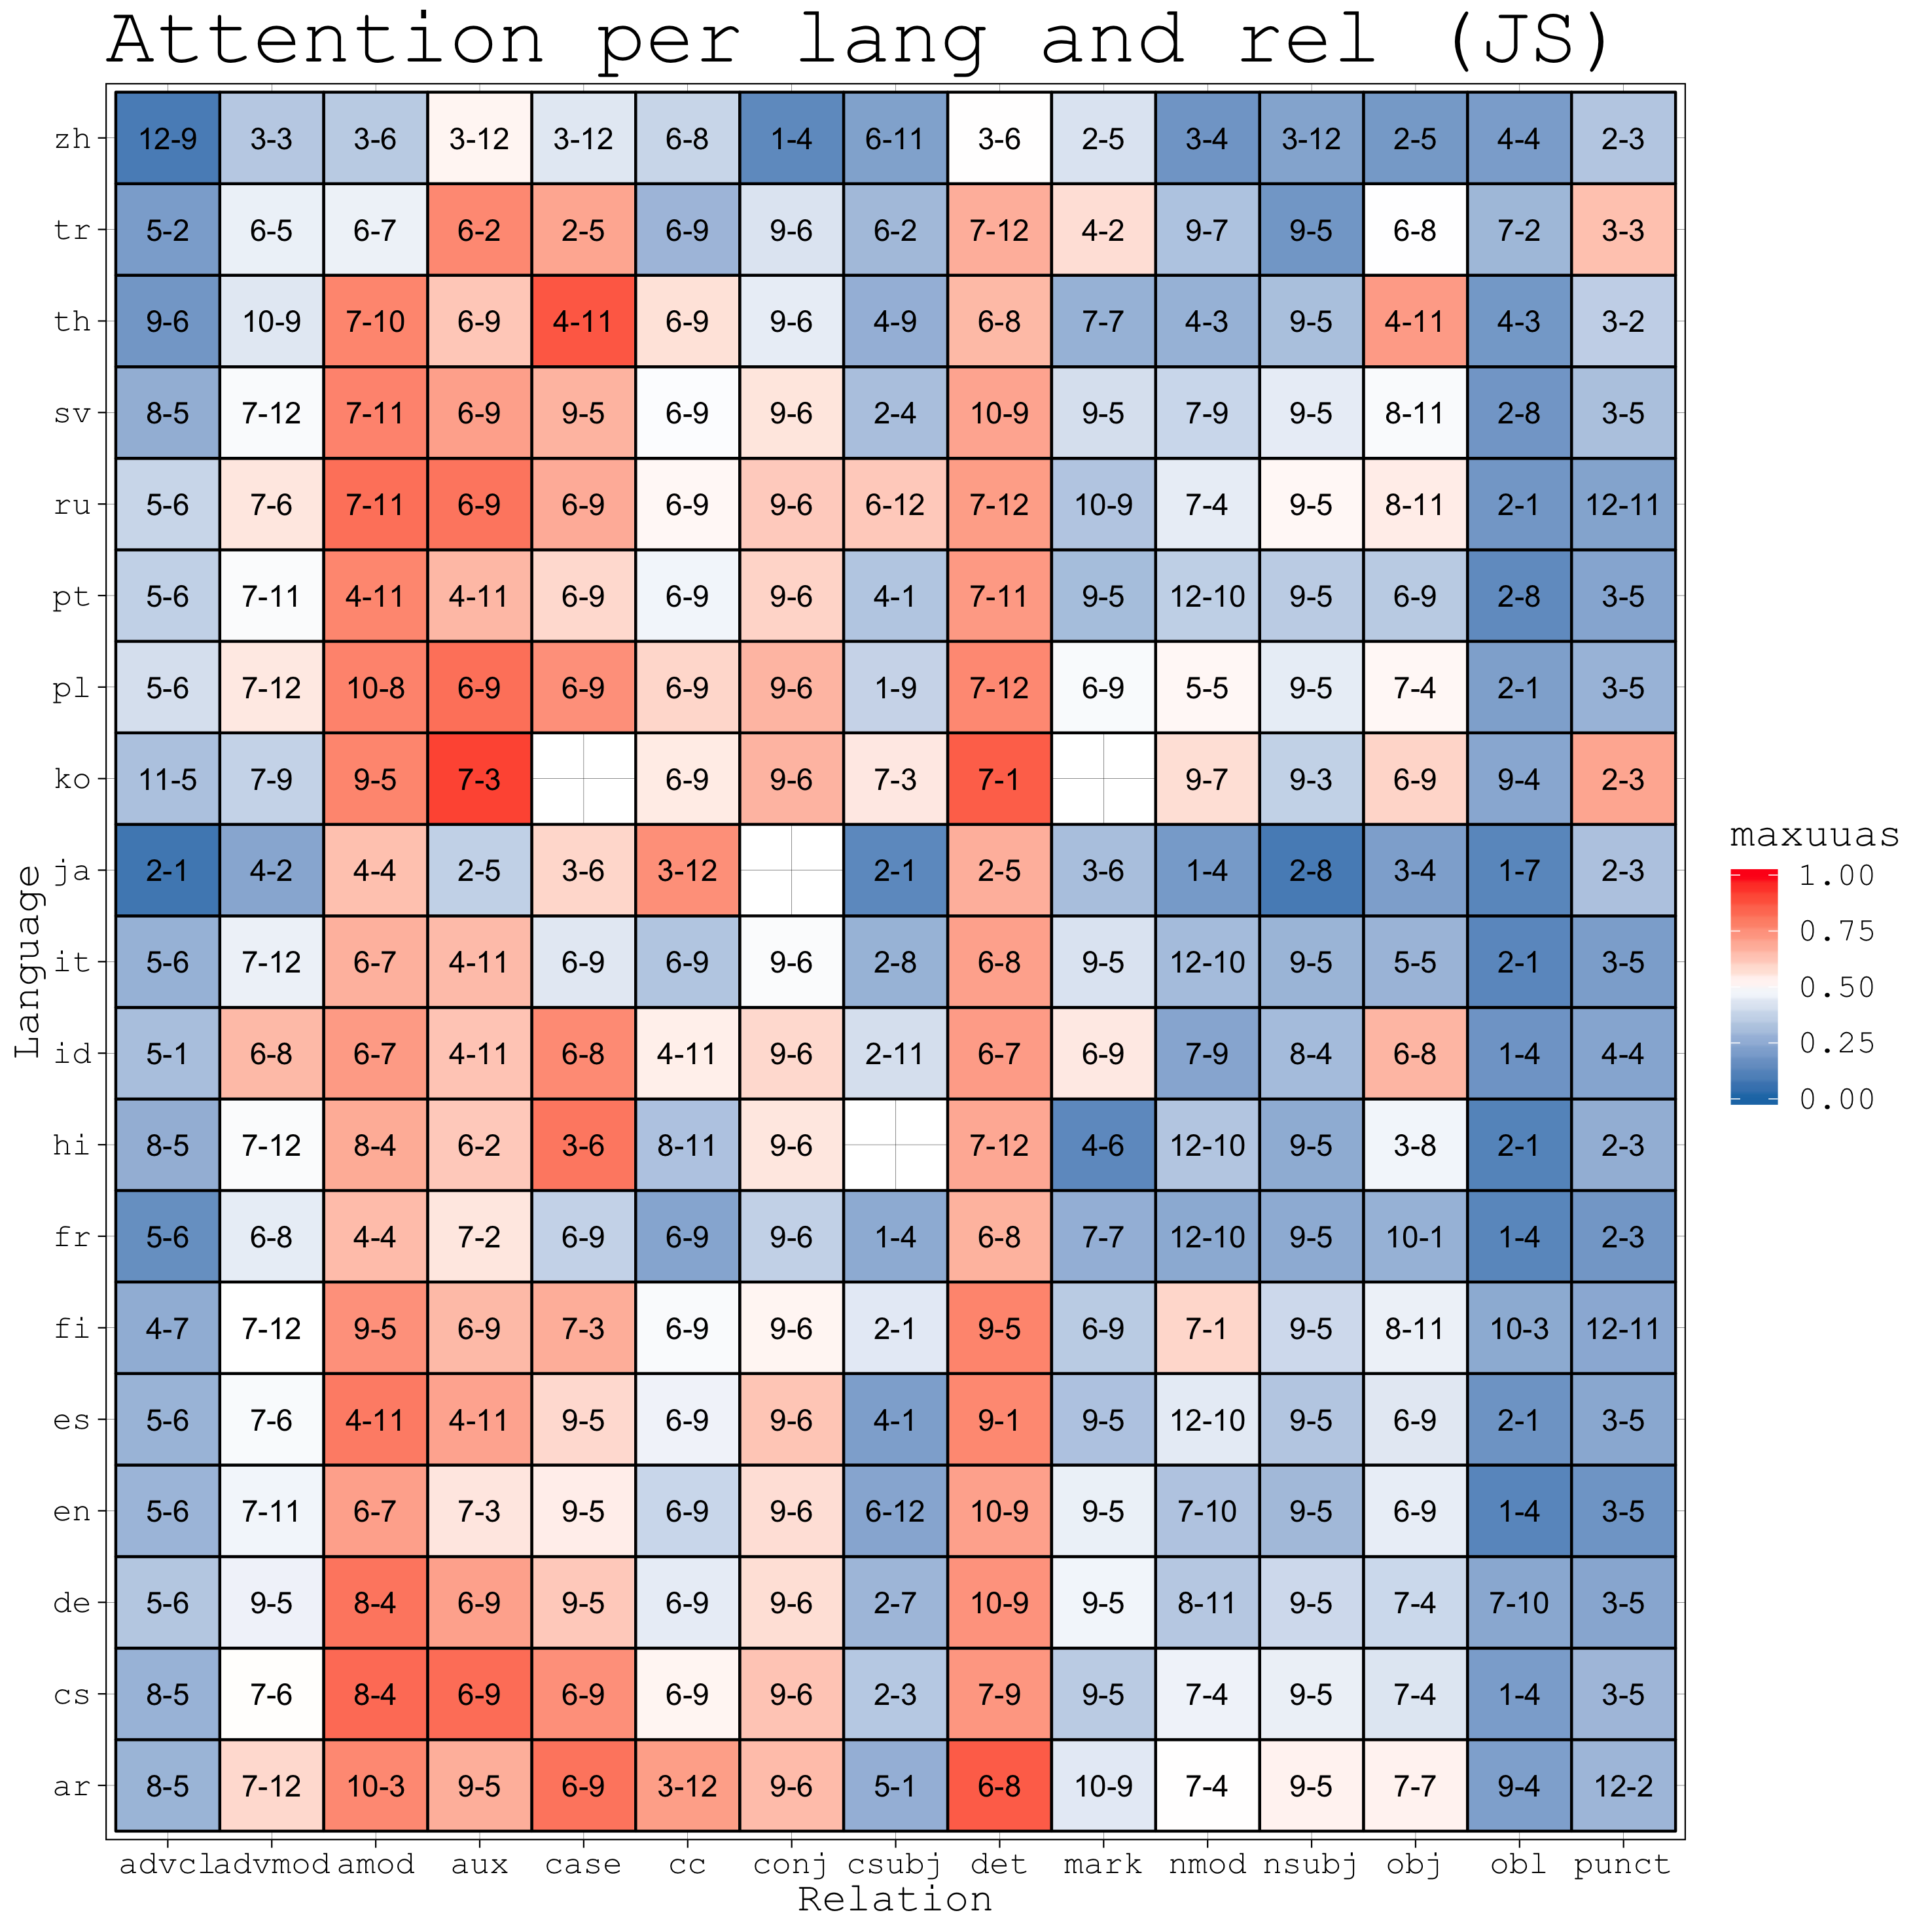 Attention per lang and rel (JS)
zh 12-9 3-3 3-6 3-12 3-12 6-8 1-4 6-11 3-6 2-5 3-4 3-12 2-5 4-4 2-3
tr 5-2 6-5 6-7 6-2 2-5 6-9 9-6 6-2 7-12 4-2 9-7 9-5 6-8 7-2 3-3
th 9-6 10-9 7-10 6-9 4-11 6-9 9-6 4-9 6-8 7-7 4-3 9-5 4-11 4-3 3-2
sv 8-5 7-12 7-11 6-9 9-5 6-9 9-6 2-4 10-9 9-5 7-9 9-5 8-11 2-8 3-5
ru 5-6 7-6 7-11 6-9 6-9 6-9 9-6 6-12 7-12 10-9 7-4 9-5 8-11 2-1 12-11
pt 5-6 7-11 4-11 4-11 6-9 6-9 9-6 4-1 7-11 9-5 12-10 9-5 6-9 2-8 3-5
pl 5-6 7-12 10-8 6-9 6-9 6-9 9-6 1-9 7-12 6-9 5-5 9-5 7-4 2-1 3-5
ko 11-5 7-9 9-5 7-3 6-9 9-6 7-3 7-1 9-7 9-3 6-9 9-4 2-3
ja 2-1 4-2 4-4 2-5 3-6 3-12 2-1 2-5 3-6 1-4 2-8 3-4 1-7 2-3
it 5-6 7-12 6-7 4-11 6-9 6-9 9-6 2-8 6-8 9-5 12-10 9-5 5-5 2-1 3-5
id 5-1 6-8 6-7 4-11 6-8 4-11 9-6 2-11 6-7 6-9 7-9 8-4 6-8 1-4 4-4
hi 8-5 7-12 8-4 6-2 3-6 8-11 9-6 7-12 4-6 12-10 9-5 3-8 2-1 2-3
fr 5-6 6-8 4-4 7-2 6-9 6-9 9-6 1-4 6-8 7-7 12-10 9-5 10-1 1-4 2-3
fi 4-7 7-12 9-5 6-9 7-3 6-9 9-6 2-1 9-5 6-9 7-1 9-5 8-11 10-3 12-11
es 5-6 7-6 4-11 4-11 9-5 6-9 9-6 4-1 9-1 9-5 12-10 9-5 6-9 2-1 3-5
en 5-6 7-11 6-7 7-3 9-5 6-9 9-6 6-12 10-9 9-5 7-10 9-5 6-9 1-4 3-5
de 5-6 9-5 8-4 6-9 9-5 6-9 9-6 2-7 10-9 9-5 8-11 9-5 7-4 7-10 3-5
cs 8-5 7-6 8-4 6-9 6-9 6-9 9-6 2-3 7-9 9-5 7-4 9-5 7-4 1-4 3-5
ar 8-5 7-12 10-3 9-5 6-9 3-12 9-6 5-1 6-8 10-9 7-4 9-5 7-7 9-4 12-2
advcl advmod amod aux case cc conj csubj det mark nmod nsubj obj obl punct
Relation
Language
maxuuas
1.00
0.75
0.50
0.25
0.00